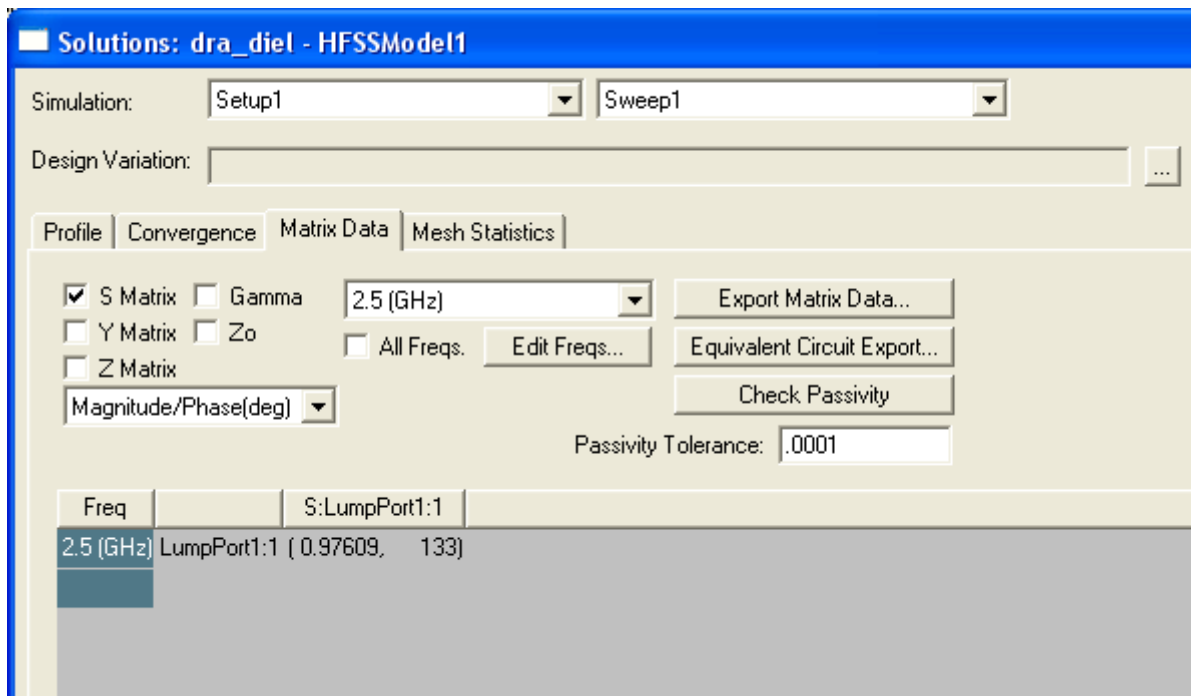 Solutions: dra_diel - HFSSModel1
Simulation: Setup1 Sweep1
Design Variation: ...
Profile Convergence Matrix Data Mesh Statistics
S Matrix Gamma 2.5 (GHz) Export Matrix Data...
Y Matrix Zo All Freqs. Edit Freqs... Equivalent Circuit Export...
Z Matrix
Magnitude/Phase(deg) Check Passivity
Passivity Tolerance: .0001
Freq S:LumpPort1:1
2.5 (GHz) LumpPort1:1 ( 0.97609, 133)